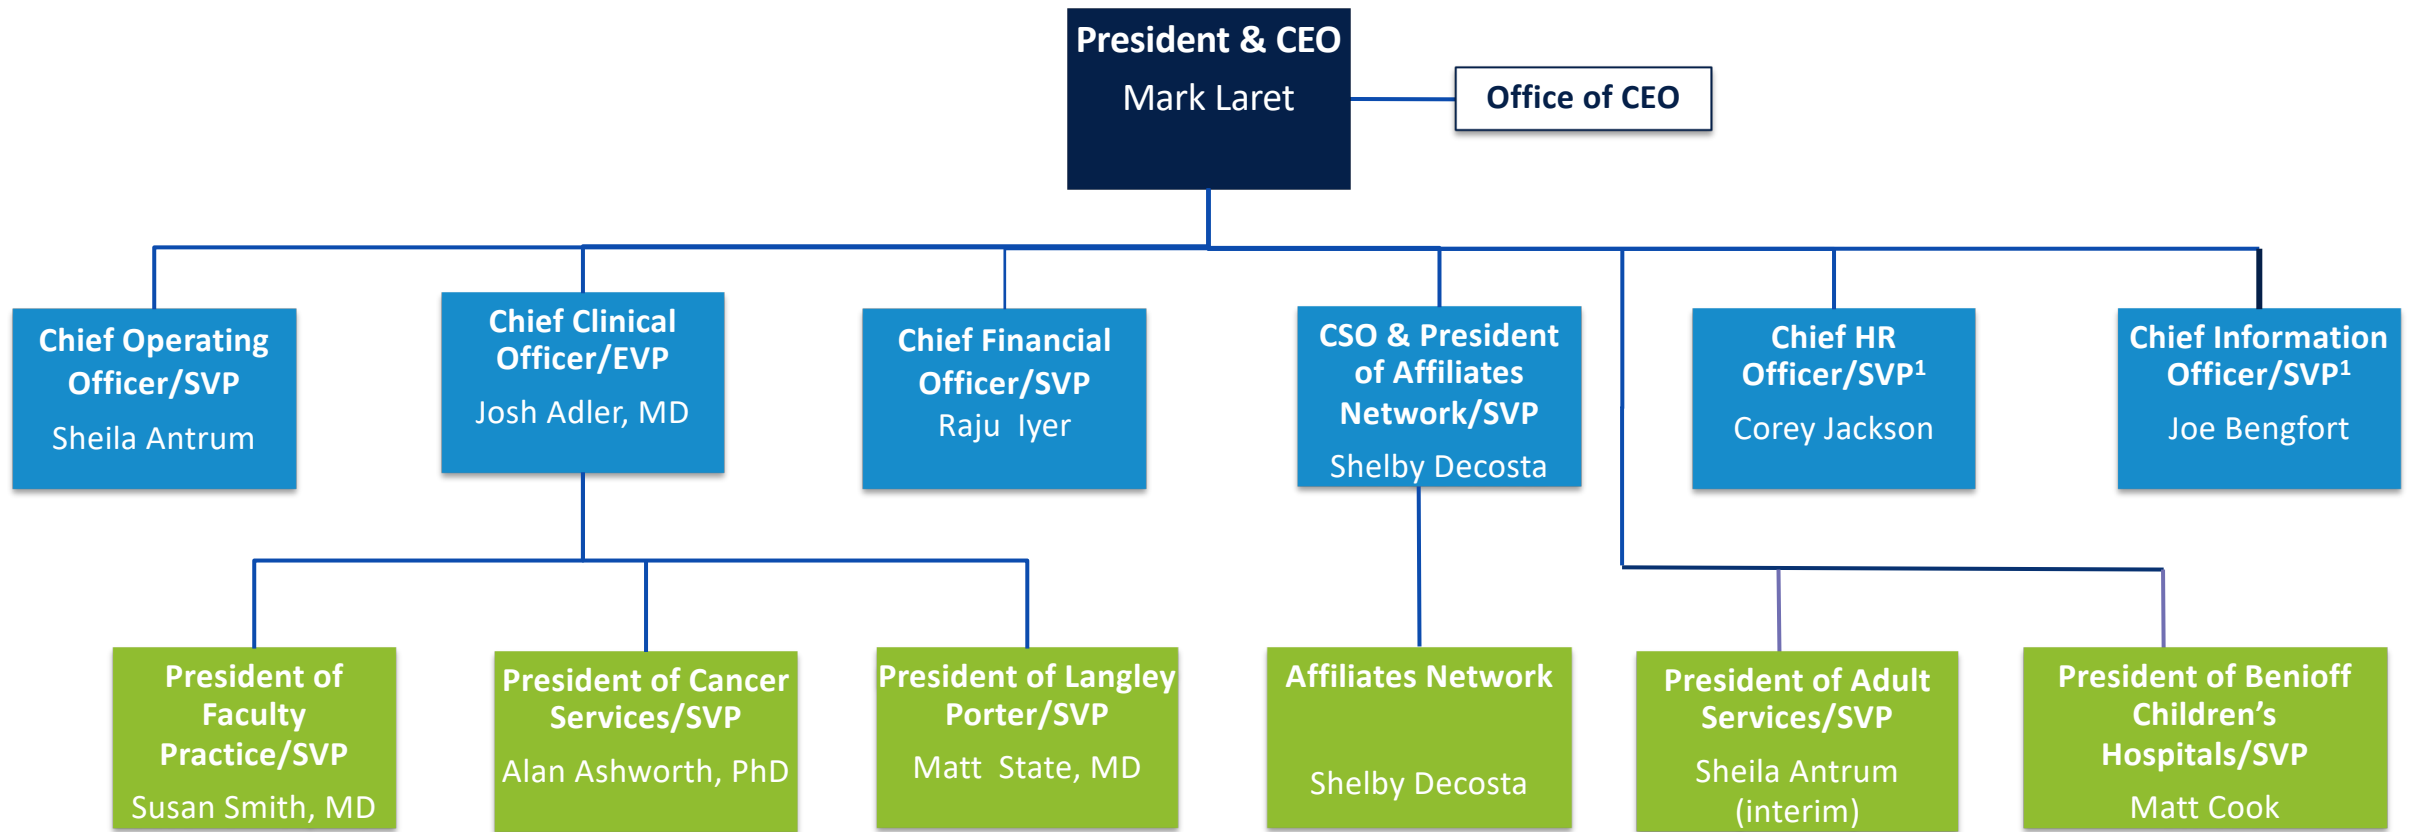 President & CEO
Mark Laret
Office of CEO
Chief Operating
Officer/SVP
Sheila Antrum
Chief Clinical
Officer/EVP
Josh Adler, MD
Chief Financial
Officer/SVP
Raju Iyer
CSO & President
of Affiliates
Network/SVP
Shelby Decosta
Chief HR
Officer/SVP¹
Corey Jackson
Chief Information
Officer/SVP¹
Joe Bengfort
President of
Faculty
Practice/SVP
Susan Smith, MD
President of Cancer
Services/SVP
Alan Ashworth, PhD
President of Langley
Porter/SVP
Matt State, MD
Affiliates Network
Shelby Decosta
President of Adult
Services/SVP
Sheila Antrum
(interim)
President of Benioff
Children’s
Hospitals/SVP
Matt Cook